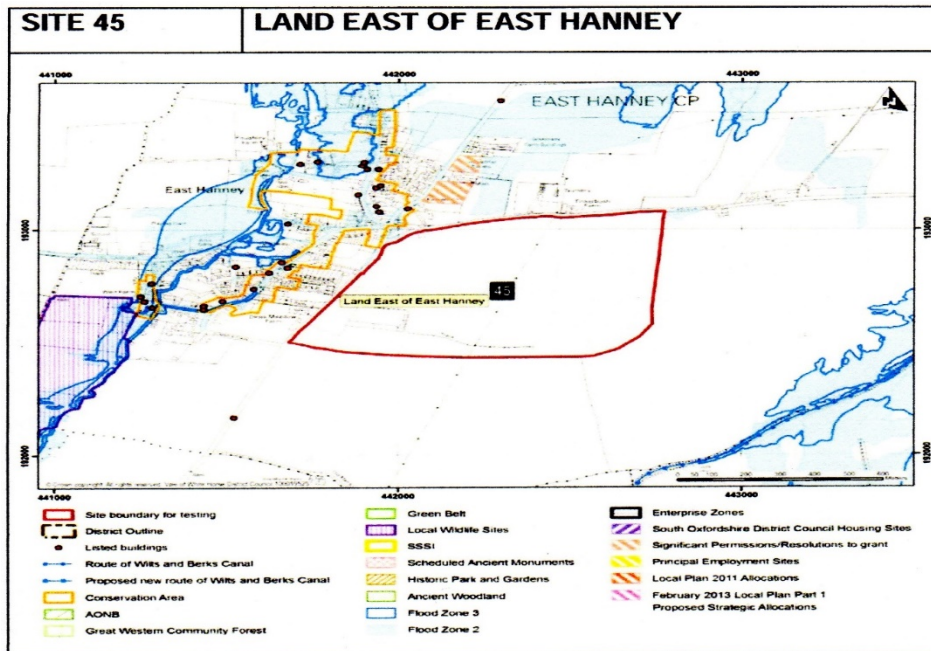 SITE 45
LAND EAST OF EAST HANNEY
441000 442000 443000
EAST HANNEY CP
East Hanney
193000 193000
45
Land East of East Hanney
192000 192000
441000 442000 443000
Site boundary for testing
District Outline
Listed buildings
Route of Wilts and Berks Canal
Proposed new route of Wilts and Berks Canal
Conservation Area
AONB
Great Western Community Forest
Green Belt
Local Wildlife Sites
SSSI
Scheduled Ancient Monuments
Historic Park and Gardens
Ancient Woodland
Flood Zone 3
Flood Zone 2
Enterprise Zones
South Oxfordshire District Council Housing Sites
Significant Permissions/Resolutions to grant
Principal Employment Sites
Local Plan 2011 Allocations
February 2013 Local Plan Part 1
Proposed Strategic Allocations